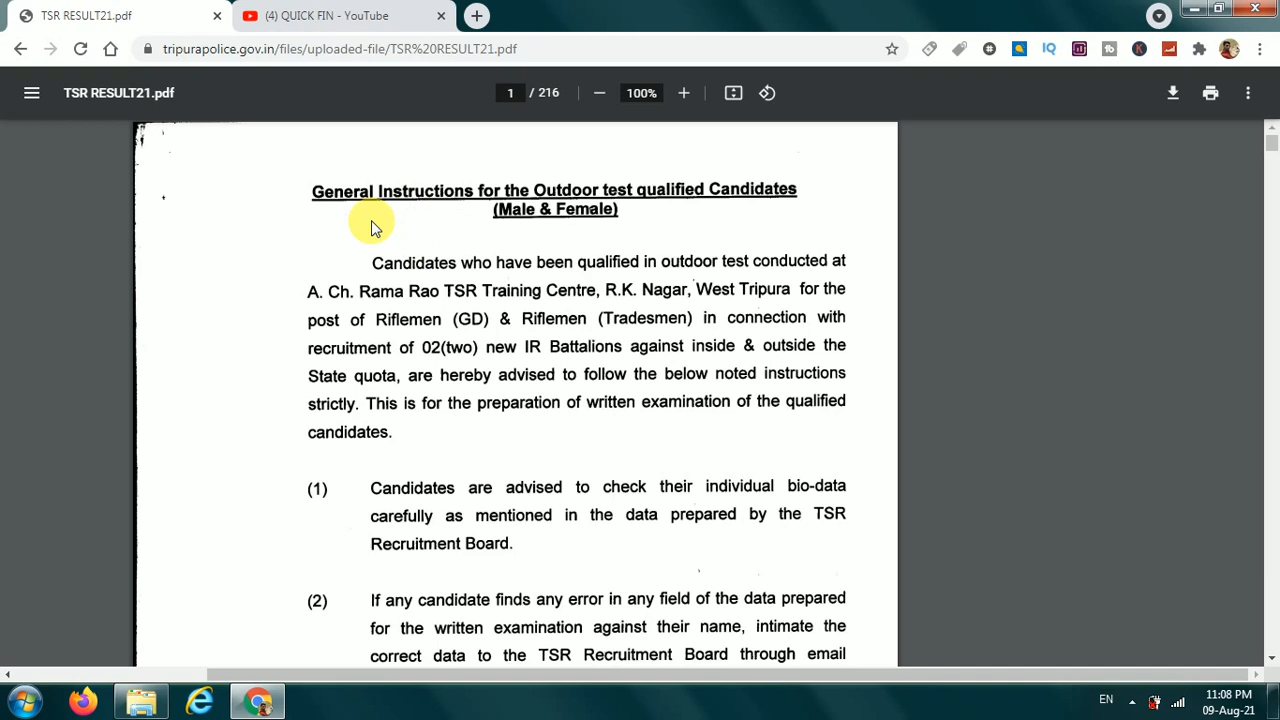 TSR RESULT21.pdf
(4) QUICK FIN - YouTube
tripurapolice.gov.in/files/uploaded-file/TSR%20RESULT21.pdf
IQ
tb
K
TSR RESULT21.pdf
1 / 216
100%
General Instructions for the Outdoor test qualified Candidates
(Male & Female)
Candidates who have been qualified in outdoor test conducted at
A. Ch. Rama Rao TSR Training Centre, R.K. Nagar, West Tripura for the
post of Riflemen (GD) & Riflemen (Tradesmen) in connection with
recruitment of 02(two) new IR Battalions against inside & outside the
State quota, are hereby advised to follow the below noted instructions
strictly. This is for the preparation of written examination of the qualified
candidates.
(1) Candidates are advised to check their individual bio-data
carefully as mentioned in the data prepared by the TSR
Recruitment Board.
(2) If any candidate finds any error in any field of the data prepared
for the written examination against their name, intimate the
correct data to the TSR Recruitment Board through email
EN
11:08 PM
09-Aug-21